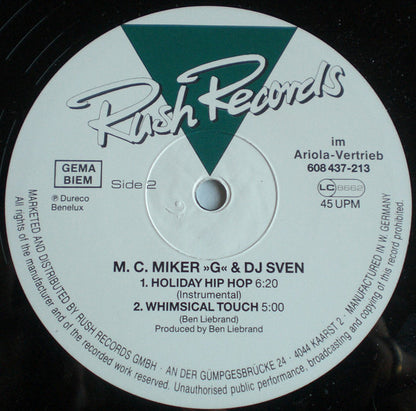 Rush Records
im
Ariola-Vertrieb
608 437-213
GEMA
BIEM
Side 2
LC 8662
℗ Dureco
Benelux
45 UPM
M. C. MIKER »G« & DJ SVEN
1. HOLIDAY HIP HOP 6:20
(Instrumental)
2. WHIMSICAL TOUCH 5:00
(Ben Liebrand)
Produced by Ben Liebrand
MARKETED AND DISTRIBUTED BY RUSH RECORDS GMBH · AN DER GÜMPGESBRÜCKE 24 · 4044 KAARST 2 · MANUFACTURED IN W. GERMANY
All rights of the manufacturer and of the recorded work reserved. Unauthorised public performance, broadcasting and copying of this record prohibited.